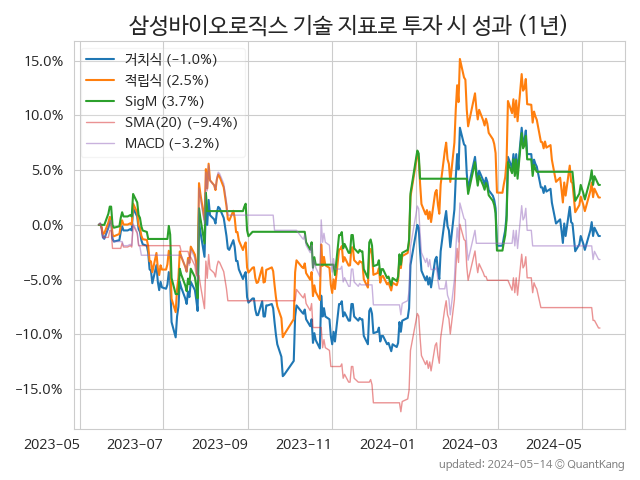 삼성바이오로직스 기술 지표로 투자 시 성과 (1년)
15.0%
10.0%
5.0%
0.0%
−5.0%
−10.0%
−15.0%
거치식 (−1.0%)
적립식 (2.5%)
SigM (3.7%)
SMA(20) (−9.4%)
MACD (−3.2%)
2023-05 2023-07 2023-09 2023-11 2024-01 2024-03 2024-05
updated: 2024-05-14 © QuantKang